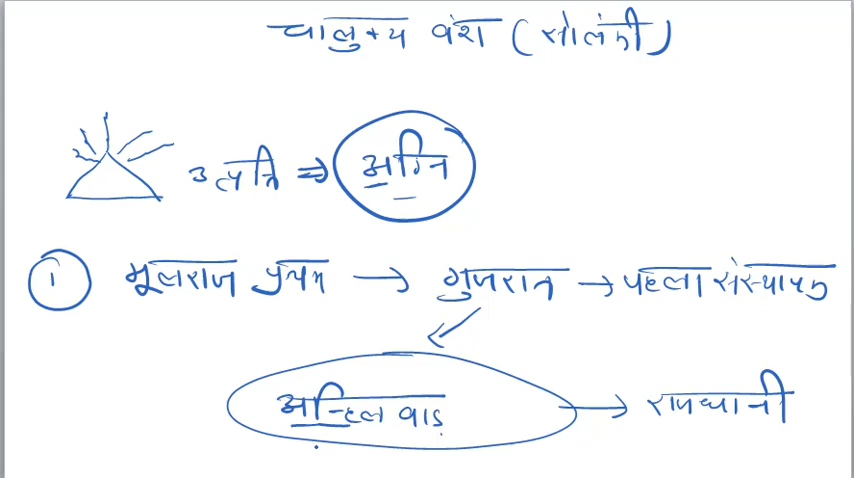 चालुक्य वंश (सोलंकी)
उत्पत्ति ⇒ अग्नि
1 मूलराज प्रथम → गुजरात → पहला संस्थापक
अन्हिलवाड़ → राजधानी